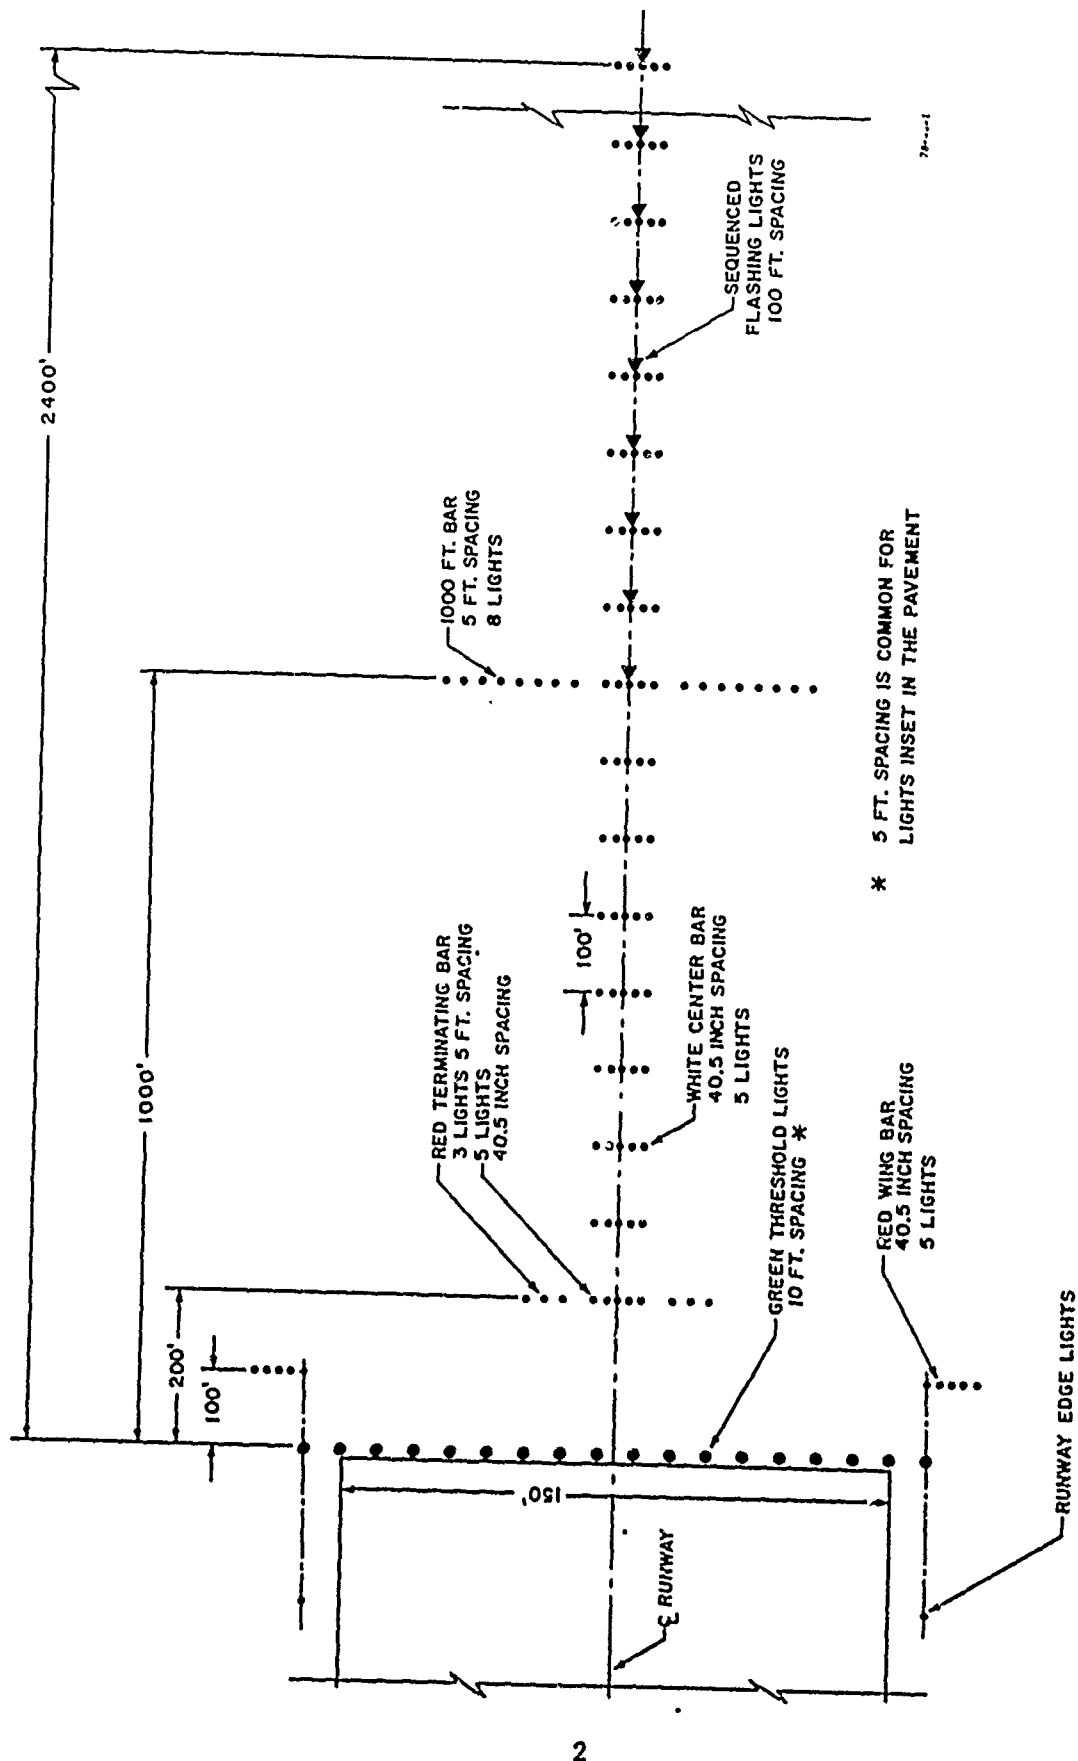 2400'
1000'
200'
100'
1000 FT. BAR
5 FT. SPACING
8 LIGHTS
SEQUENCED
FLASHING LIGHTS
100 FT. SPACING
RED TERMINATING BAR
3 LIGHTS 5 FT. SPACING
5 LIGHTS
40.5 INCH SPACING
100'
WHITE CENTER BAR
40.5 INCH SPACING
5 LIGHTS
GREEN THRESHOLD LIGHTS
10 FT. SPACING *
RED WING BAR
40.5 INCH SPACING
5 LIGHTS
150'
℄ RUNWAY
RUNWAY EDGE LIGHTS
* 5 FT. SPACING IS COMMON FOR
LIGHTS INSET IN THE PAVEMENT
2